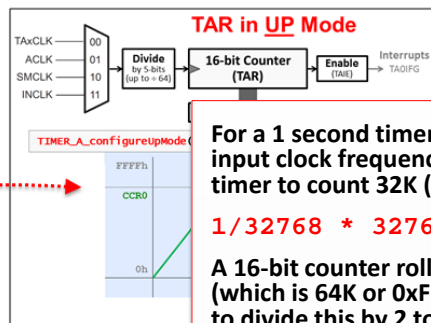 TAR in UP Mode
TAxCLK
ACLK
SMCLK
INCLK
00
01
10
11
Divide
by 5-bits
(up to ÷ 64)
16-bit Counter
(TAR)
Enable
(TAIE)
Interrupts
TA0IFG
TIMER_A_configureUpMode(
FFFFh
CCR0
0h
For a 1 second timer
input clock frequenc
timer to count 32K (
1/32768 * 3276
A 16-bit counter roll
(which is 64K or 0xF
to divide this by 2 to